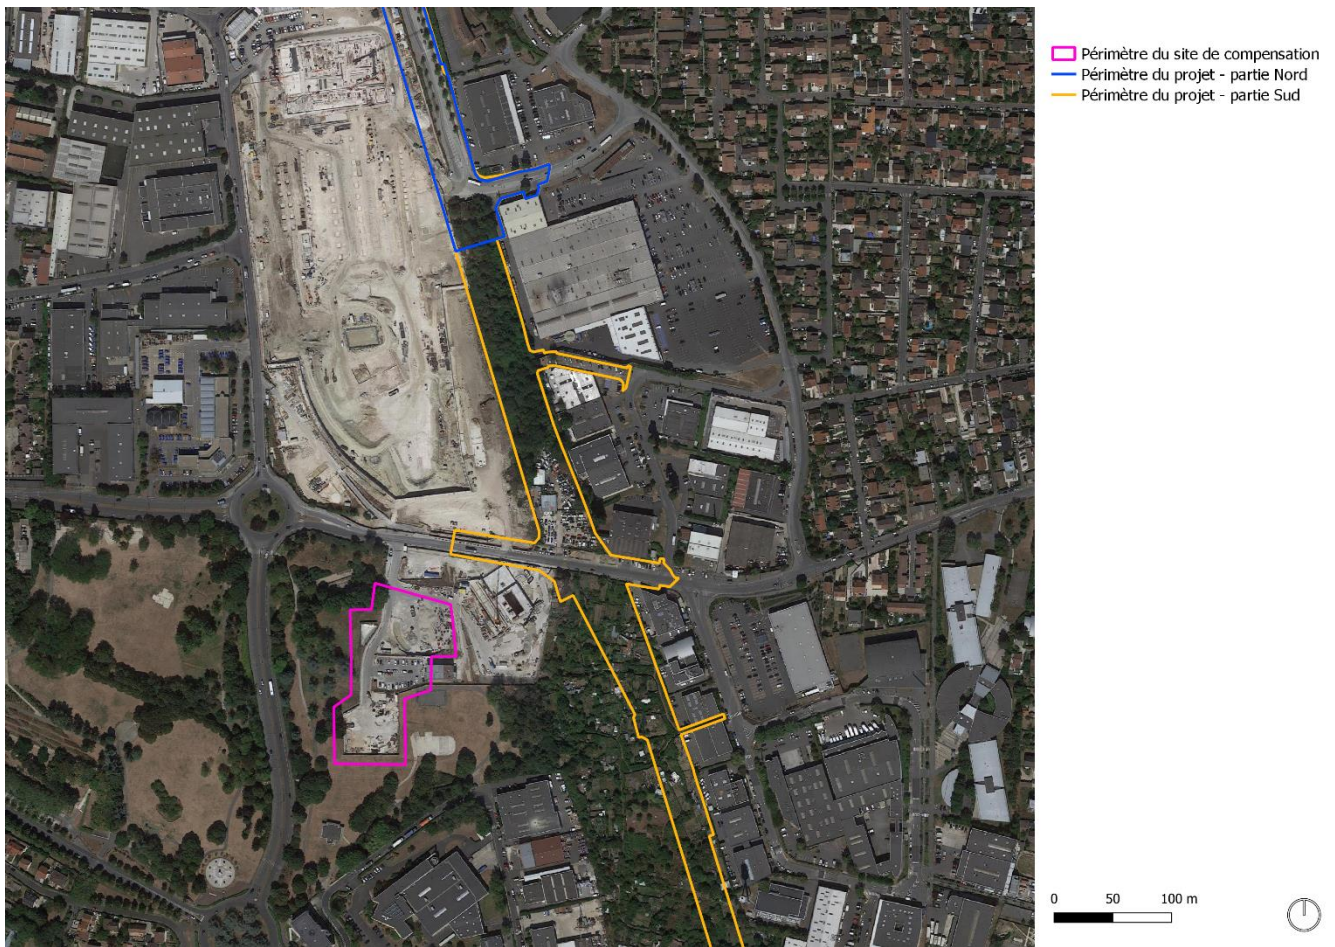 Périmètre du site de compensation
Périmètre du projet - partie Nord
Périmètre du projet - partie Sud
0 50 100 m